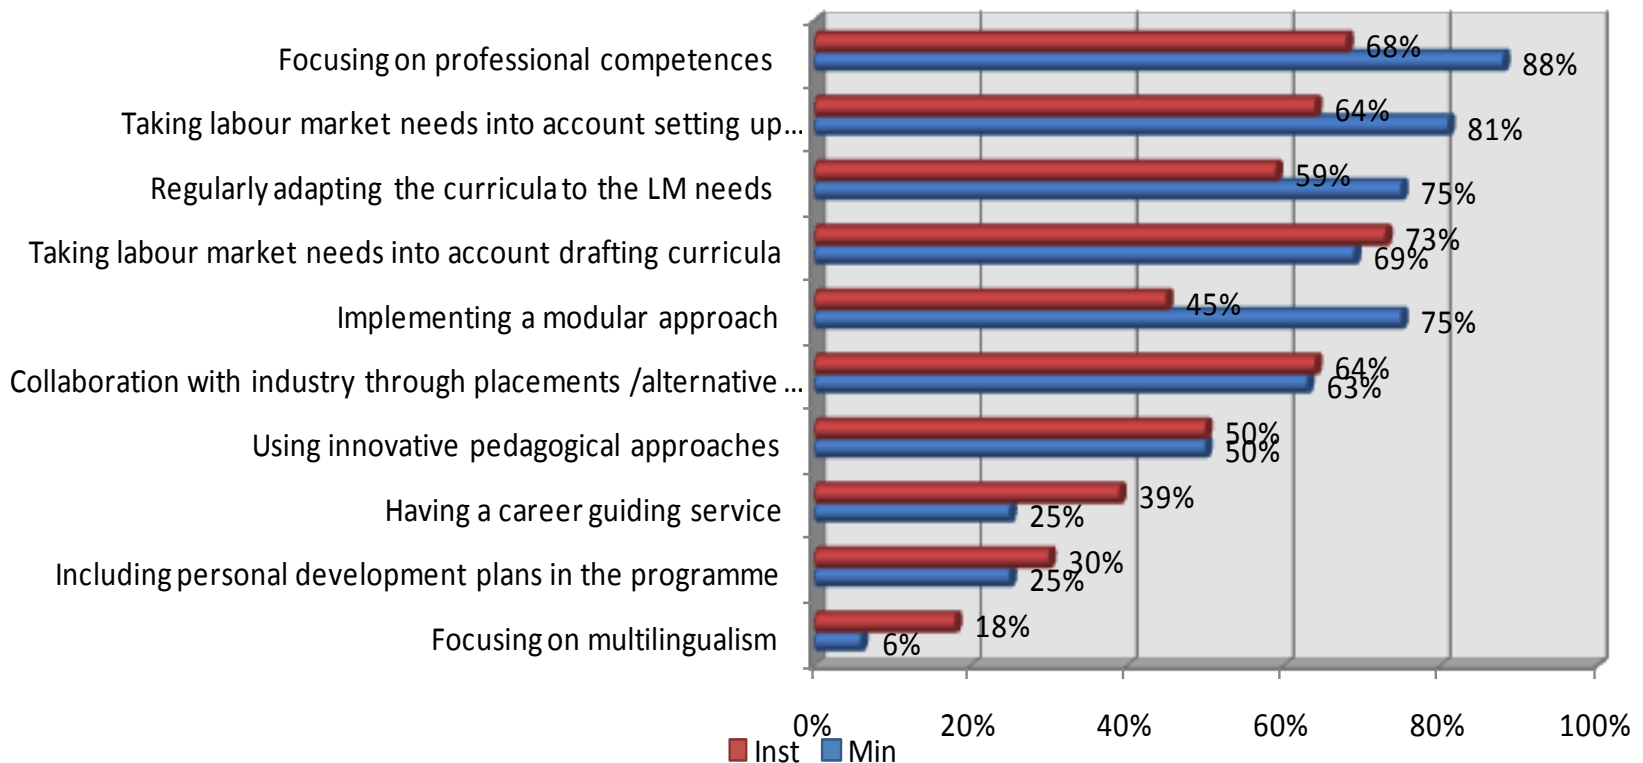 Focusing on professional competences
68%
88%
Taking labour market needs into account setting up...
64%
81%
Regularly adapting the curricula to the LM needs
59%
75%
Taking labour market needs into account drafting curricula
73%
69%
Implementing a modular approach
45%
75%
Collaboration with industry through placements /alternative ...
64%
63%
Using innovative pedagogical approaches
50%
50%
Having a career guiding service
39%
25%
Including personal development plans in the programme
30%
25%
Focusing on multilingualism
18%
6%
0% 20% 40% 60% 80% 100%
Inst Min